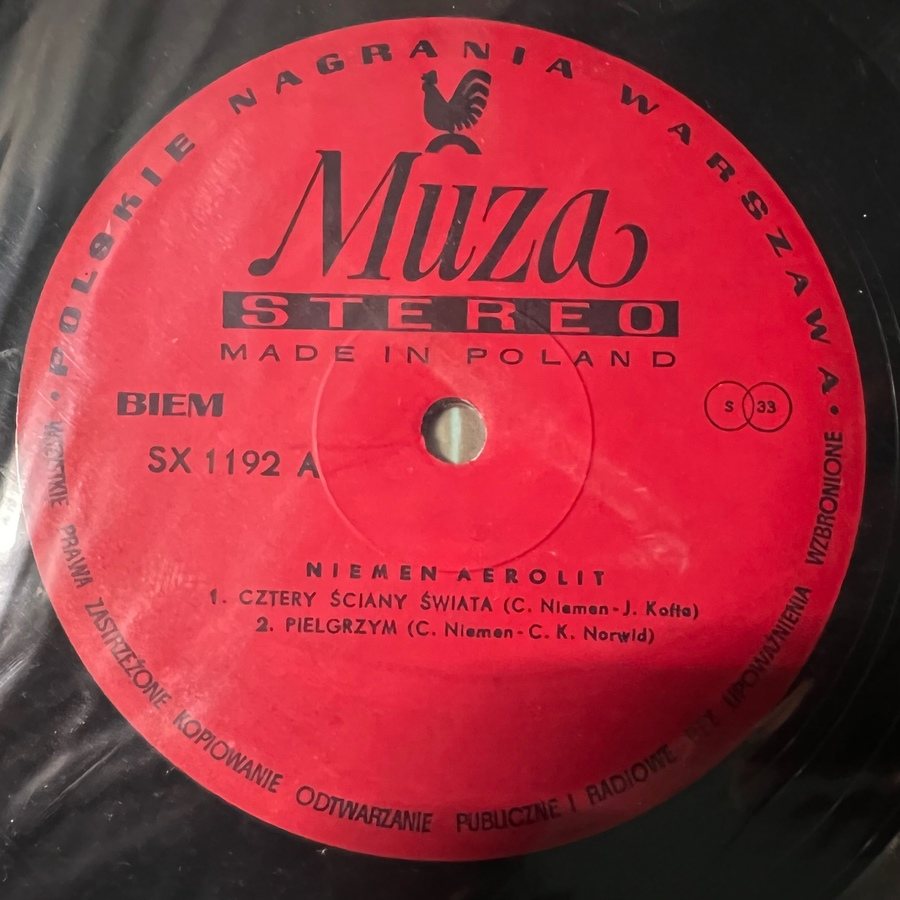 POLSKIE NAGRANIA WARSZAWA
Muza
STEREO
MADE IN POLAND
BIEM
S 33
SX 1192 A
NIEMEN AEROLIT
1. CZTERY ŚCIANY ŚWIATA (C. Niemen - J. Kofta)
2. PIELGRZYM (C. Niemen - C. K. Norwid)
PRAWA ZASTRZEŻONE KOPIOWANIE ODTWARZANIE PUBLICZNE I RADIOWE BEZ UPOWAŻNIENIA WZBRONIONE